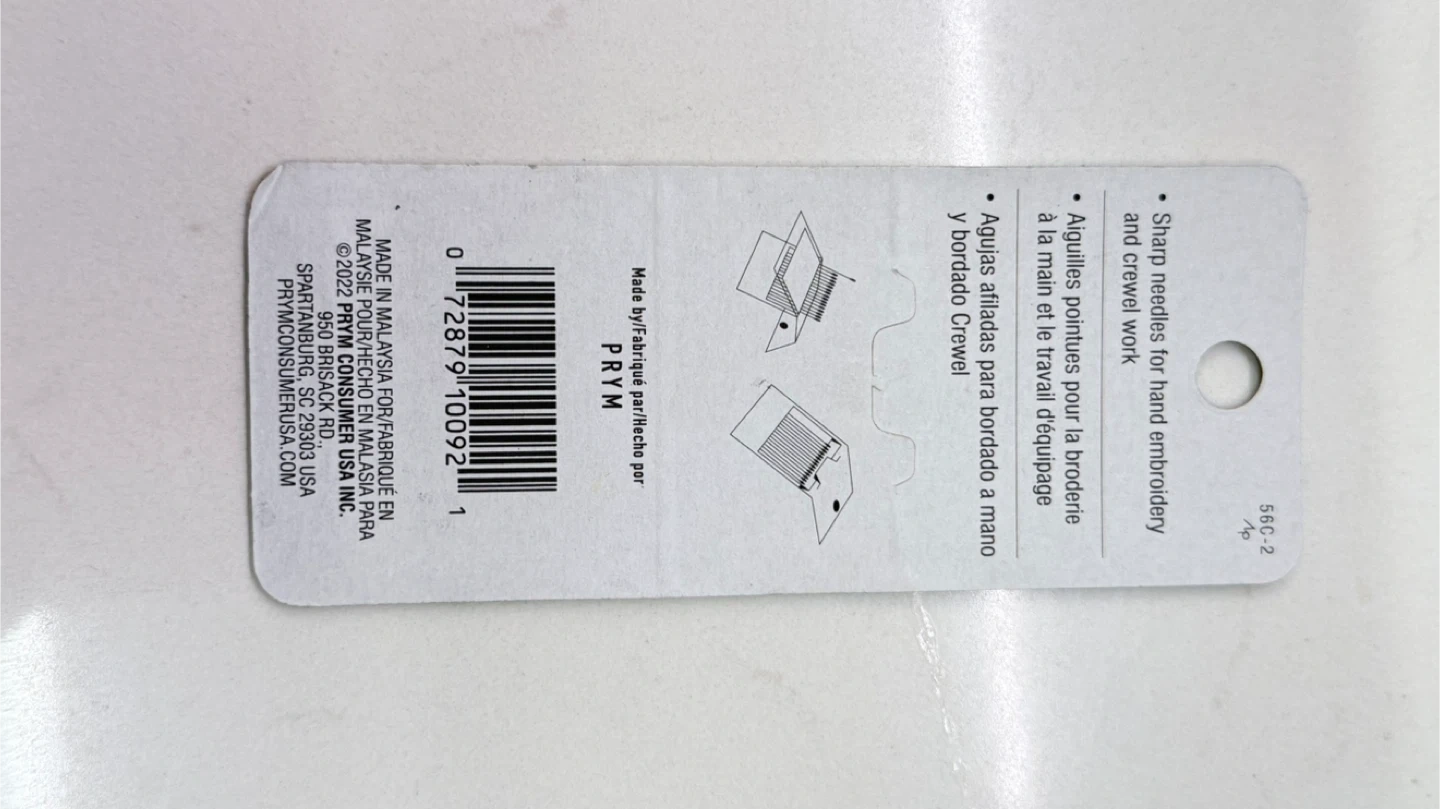 56C-2
1p
• Sharp needles for hand embroidery
and crewel work
• Aiguilles pointues pour la broderie
à la main et le travail d'équipage
• Agujas afiladas para bordado a mano
y bordado Crewel
Made by/Fabriqué par/Hecho por
PRYM
0 72879 10092 1
MADE IN MALAYSIA FOR/FABRIQUÉ EN
MALAYSIE POUR/HECHO EN MALASIA PARA
©2022 PRYM CONSUMER USA INC.
950 BRISACK RD.,
SPARTANBURG, SC 29303 USA
PRYMCONSUMERUSA.COM